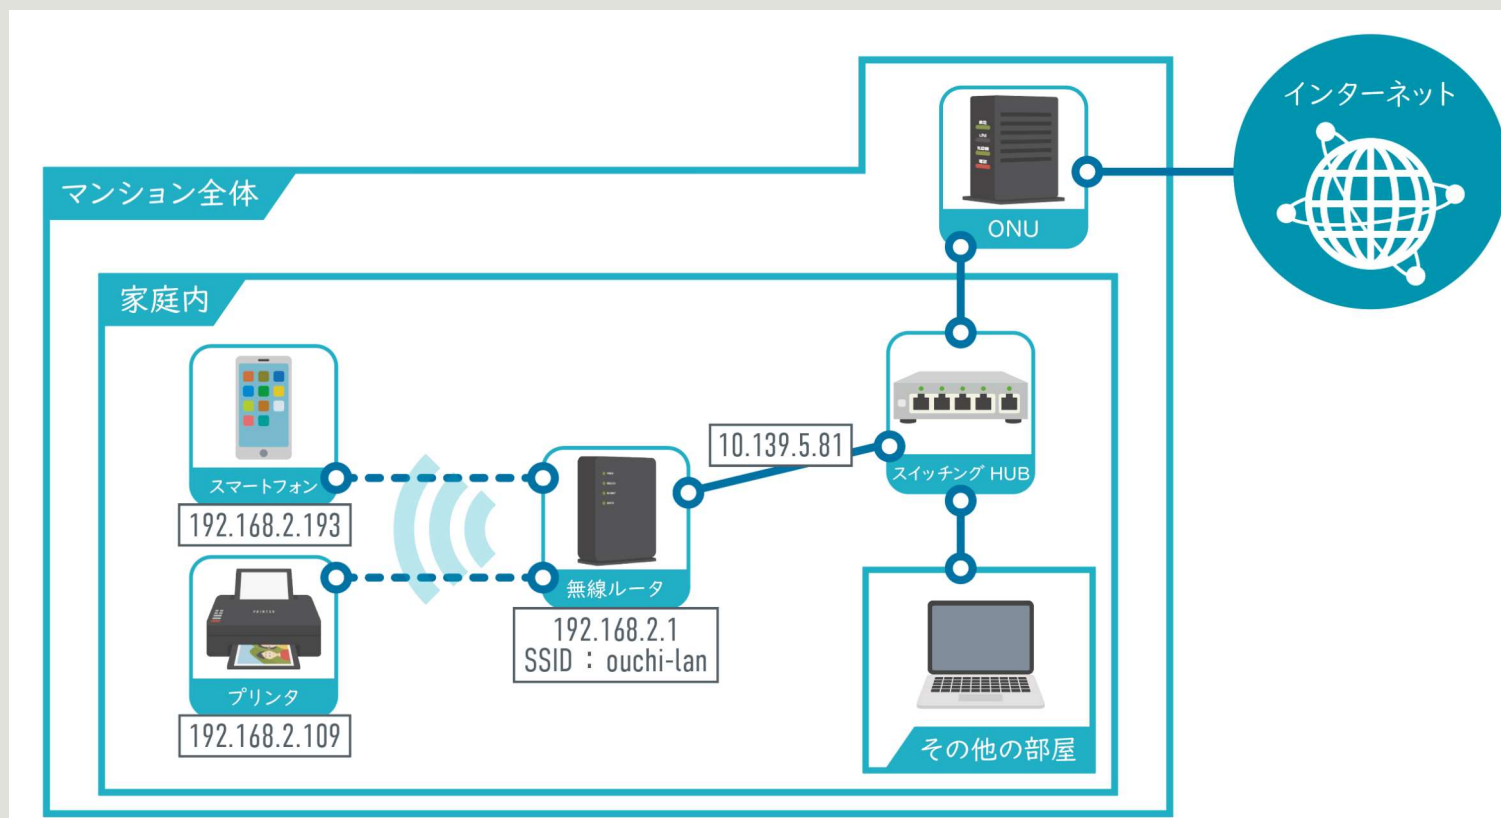 インターネット
ONU
マンション全体
家庭内
スマートフォン
192.168.2.193
プリンタ
192.168.2.109
無線ルータ
192.168.2.1
SSID：ouchi-lan
10.139.5.81
スイッチング HUB
その他の部屋